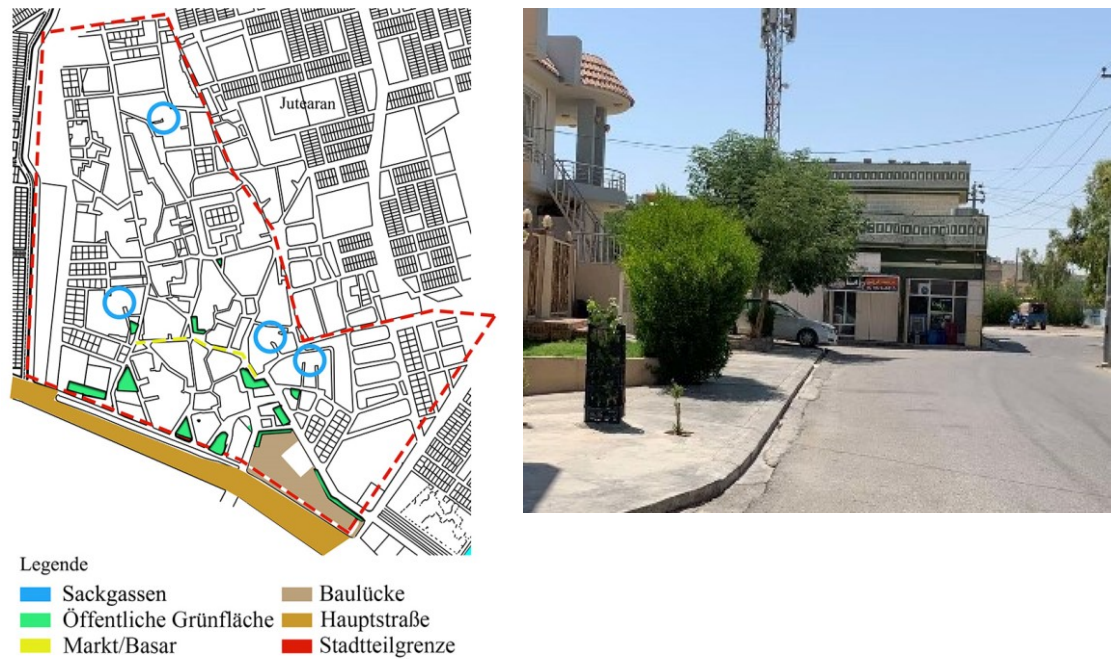 Jutearan
Legende
Sackgassen
Öffentliche Grünfläche
Markt/Basar
Baulücke
Hauptstraße
Stadtteilgrenze